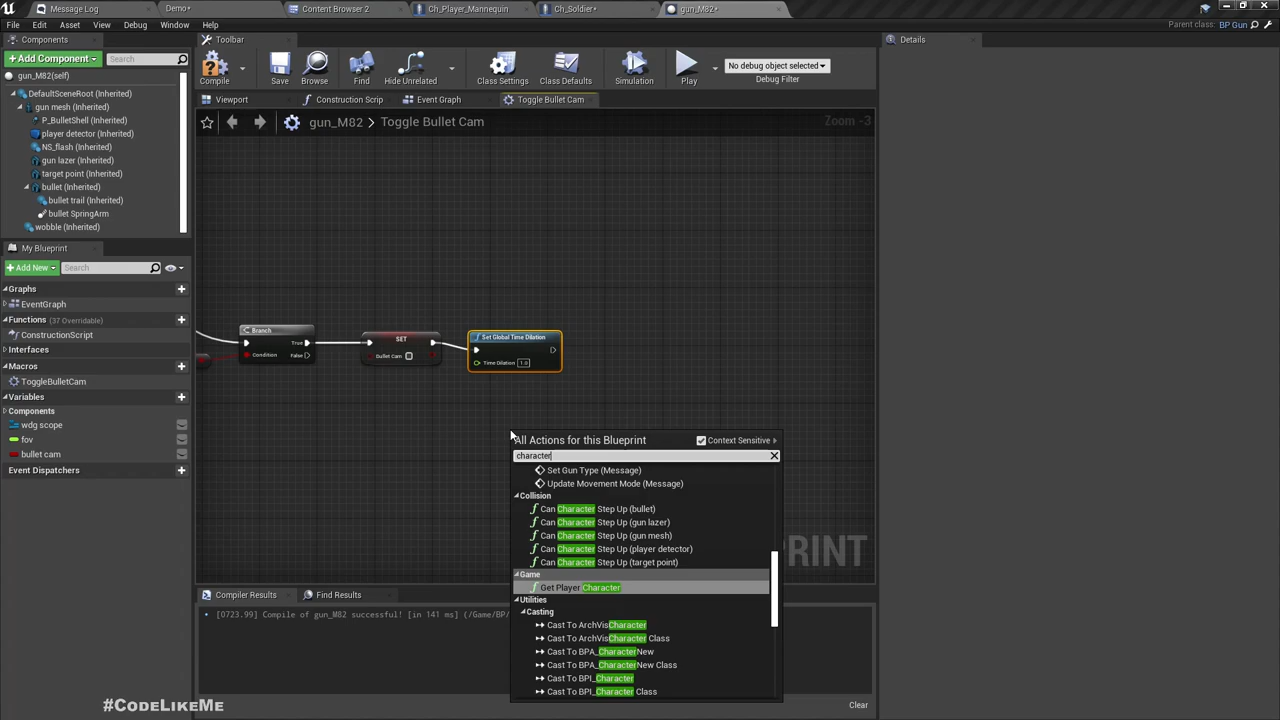 Message Log
Demo•
Content Browser 2
Ch_Player_Mannequin
Ch_Soldier•
gun_M82•
File Edit Asset View Debug Window Help
Parent class: BP Gun
Components
Toolbar
Details
+Add Component
Search
gun_M82(self)
DefaultSceneRoot (Inherited)
gun mesh (Inherited)
P_BulletShell (Inherited)
player detector (Inherited)
NS_flash (Inherited)
gun lazer (Inherited)
target point (Inherited)
bullet (Inherited)
bullet trail (Inherited)
bullet SpringArm
wobble (Inherited)
Compile
Save
Browse
Find
Hide Unrelated
Class Settings
Class Defaults
Simulation
Play
No debug object selected
Debug Filter
Viewport
Construction Scrip
Event Graph
Toggle Bullet Cam
gun_M82 > Toggle Bullet Cam
Zoom -3
My Blueprint
+Add New
Search
Graphs
EventGraph
Functions (37 Overridable)
ConstructionScript
Interfaces
Macros
ToggleBulletCam
Variables
Components
wdg scope
fov
bullet cam
Event Dispatchers
Branch
True
Condition
False
SET
Bullet Cam
Set Global Time Dilation
Time Dilation 1.0
All Actions for this Blueprint
Context Sensitive
character
Set Gun Type (Message)
Update Movement Mode (Message)
Collision
Can Character Step Up (bullet)
Can Character Step Up (gun lazer)
Can Character Step Up (gun mesh)
Can Character Step Up (player detector)
Can Character Step Up (target point)
Game
Get Player Character
Utilities
Casting
Cast To ArchVisCharacter
Cast To ArchVisCharacter Class
Cast To BPA_CharacterNew
Cast To BPA_CharacterNew Class
Cast To BPI_Character
Cast To BPI_Character Class
PRINT
Compiler Results
Find Results
[0723.99] Compile of gun_M82 successful! [in 141 ms] (/Game/BP/
Clear
#CodeLikeMe